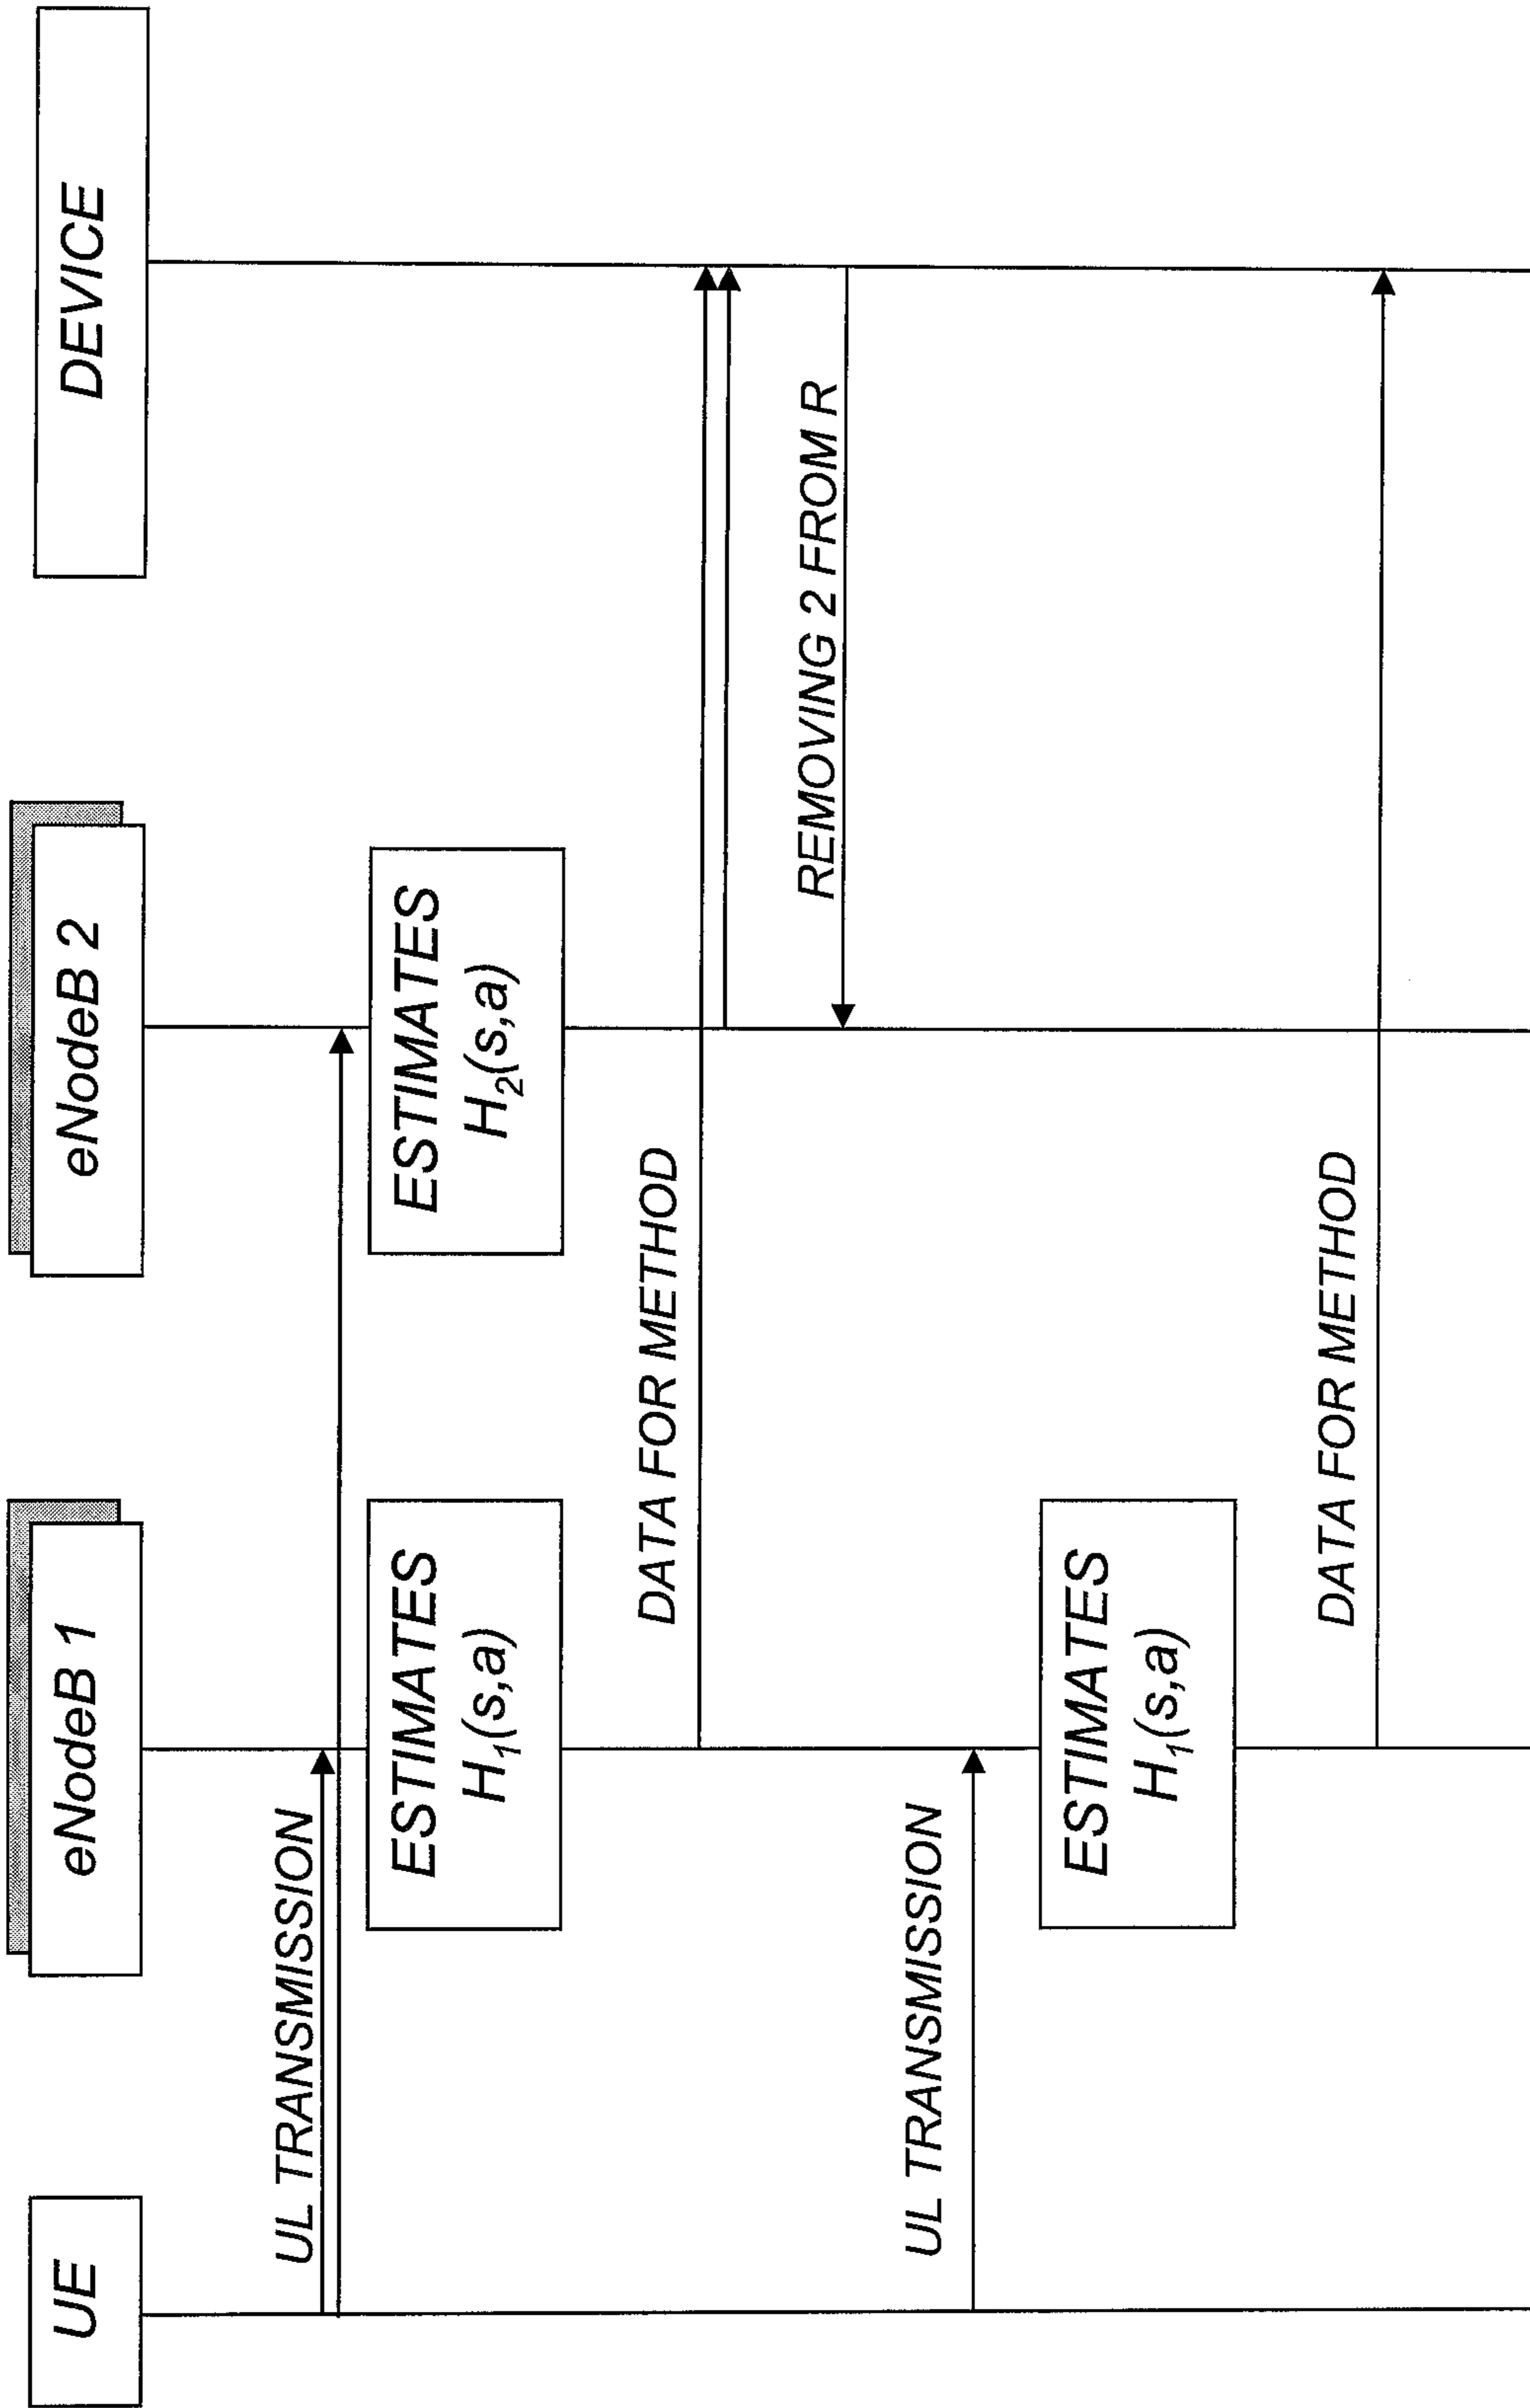 UE
eNodeB 1
eNodeB 2
DEVICE
UL TRANSMISSION
ESTIMATES
H₁(s,a)
ESTIMATES
H₂(s,a)
DATA FOR METHOD
REMOVING 2 FROM R
UL TRANSMISSION
ESTIMATES
H₁(s,a)
DATA FOR METHOD